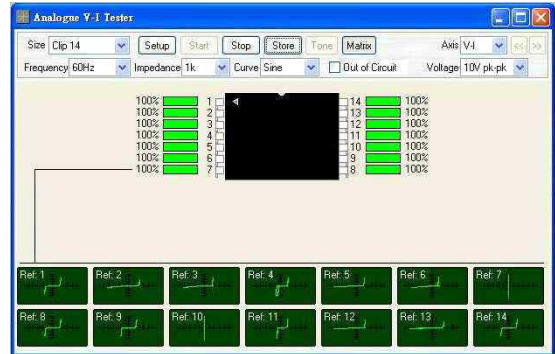 Analogue V-I Tester
Size Clip 14 Setup Start Stop Store Tone Matrix Axis V-I << >>
Frequency 60Hz Impedance 1k Curve Sine Out of Circuit Voltage 10V pk-pk
100% 1 14 100%
100% 2 13 100%
100% 3 12 100%
100% 4 11 100%
100% 5 10 100%
100% 6 9 100%
100% 7 8 100%
Ref: 1 Ref: 2 Ref: 3 Ref: 4 Ref: 5 Ref: 6 Ref: 7
Ref: 8 Ref: 9 Ref: 10 Ref: 11 Ref: 12 Ref: 13 Ref: 14